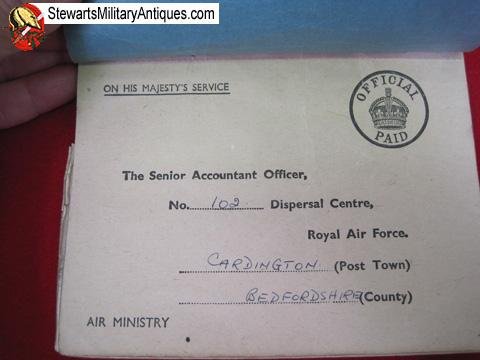 StewartsMilitaryAntiques.com
ON HIS MAJESTY'S SERVICE
OFFICIAL PAID
The Senior Accountant Officer,
No. 102 Dispersal Centre,
Royal Air Force.
CARDINGTON (Post Town)
BEDFORDSHIRE (County)
AIR MINISTRY